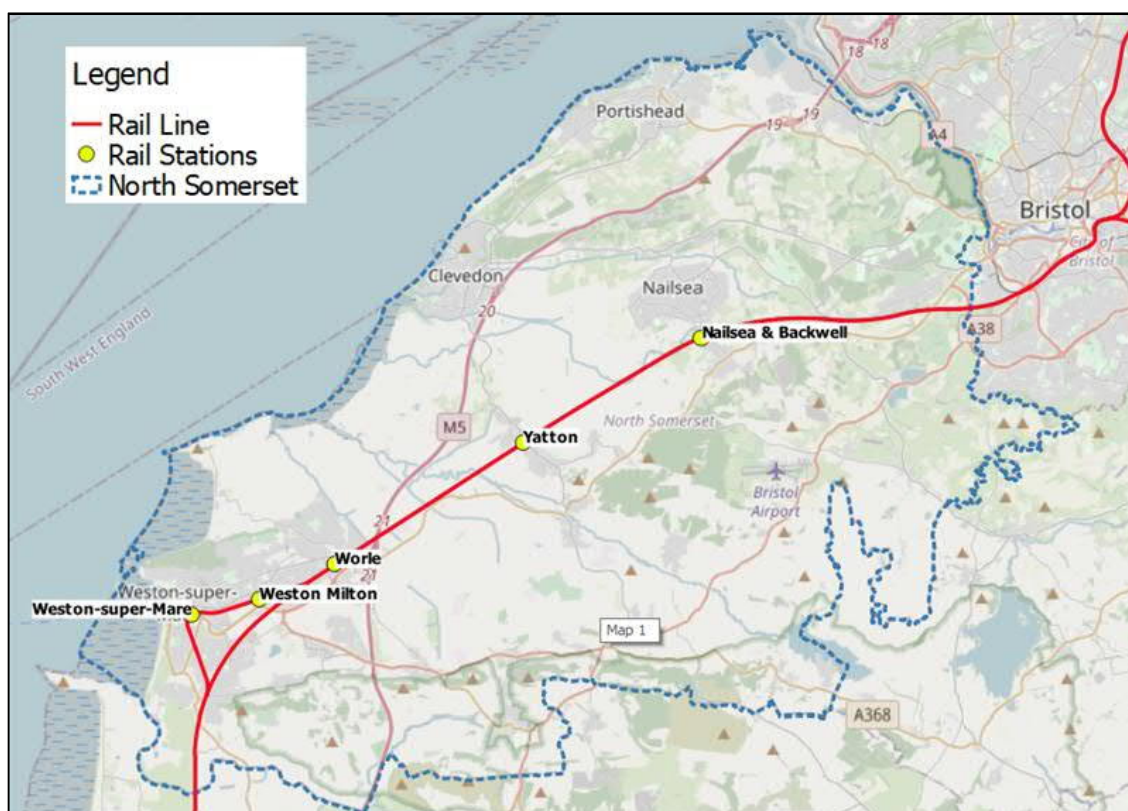 Legend
Rail Line
Rail Stations
North Somerset
18
18
Portishead
19
19
A4
Bristol
City of
Bristol
Clevedon
20
Nailsea
Nailsea & Backwell
A38
South West England
M5
North Somerset
Yatton
Bristol
Airport
21
21
Worle
Weston-super-
Weston Milton
Weston-super-Mare
Map 1
A368